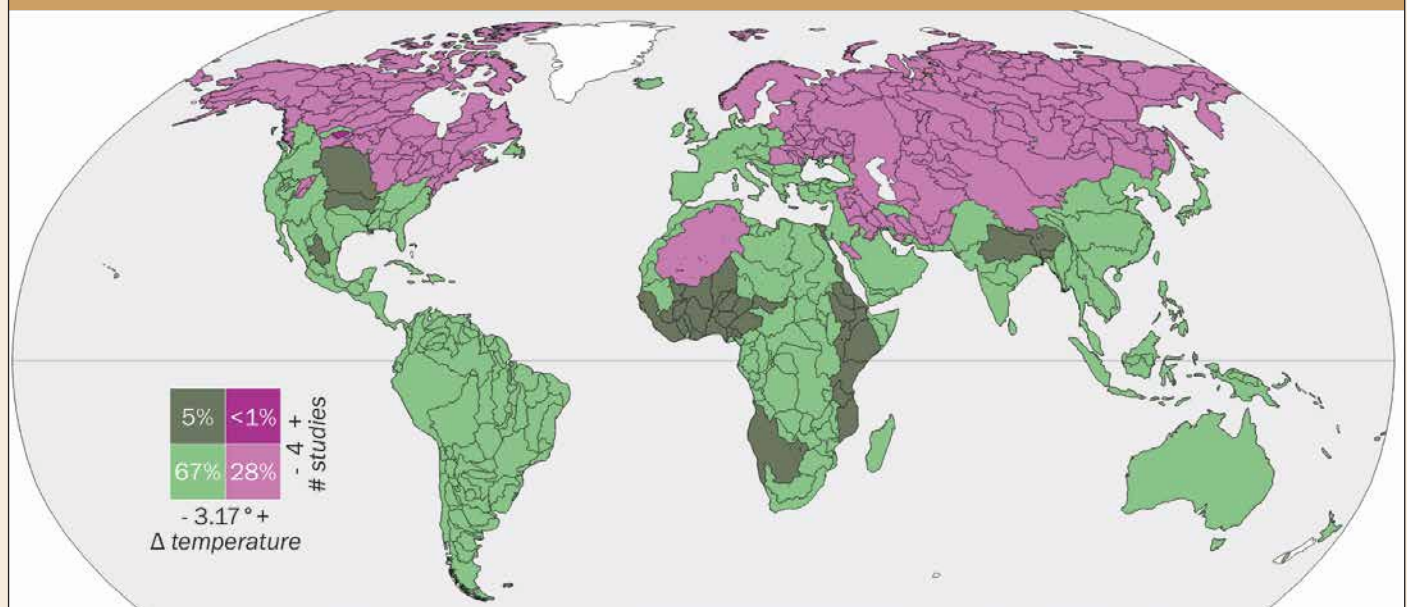 5% <1%
67% 28%
- 4 +
# studies
- 3.17° +
Δ temperature